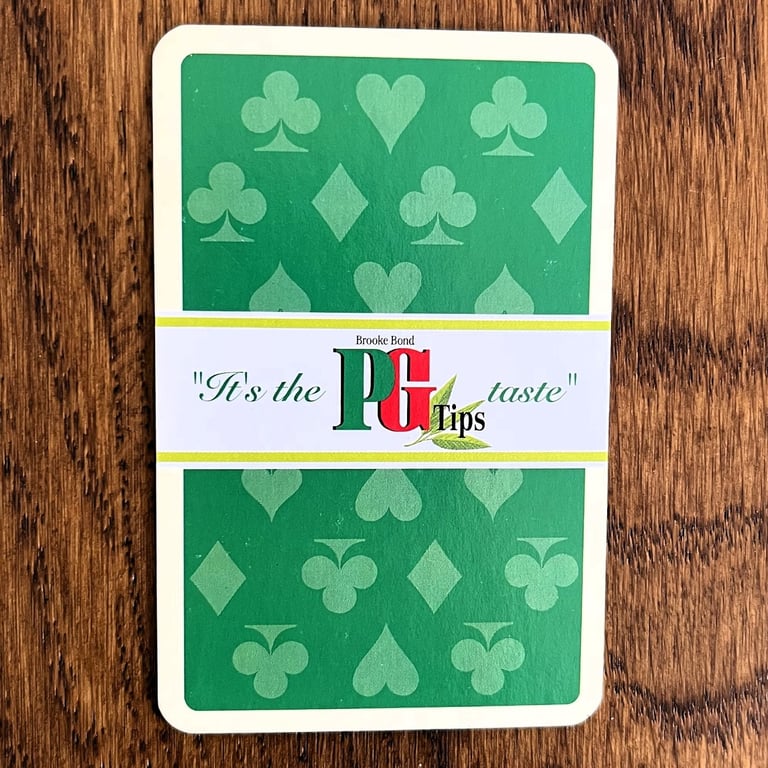 Brooke Bond
"It's the PG Tips taste"